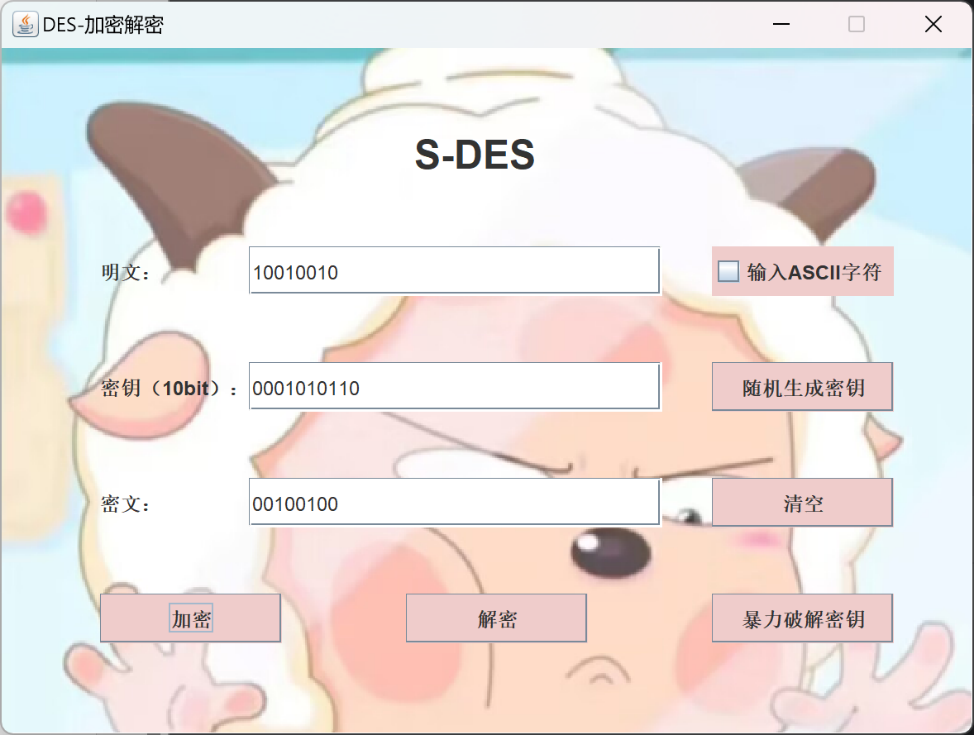 DES-加密解密
S-DES
明文: 10010010 输入ASCII字符
密钥（10bit）: 0001010110 随机生成密钥
密文: 00100100 清空
加密 解密 暴力破解密钥